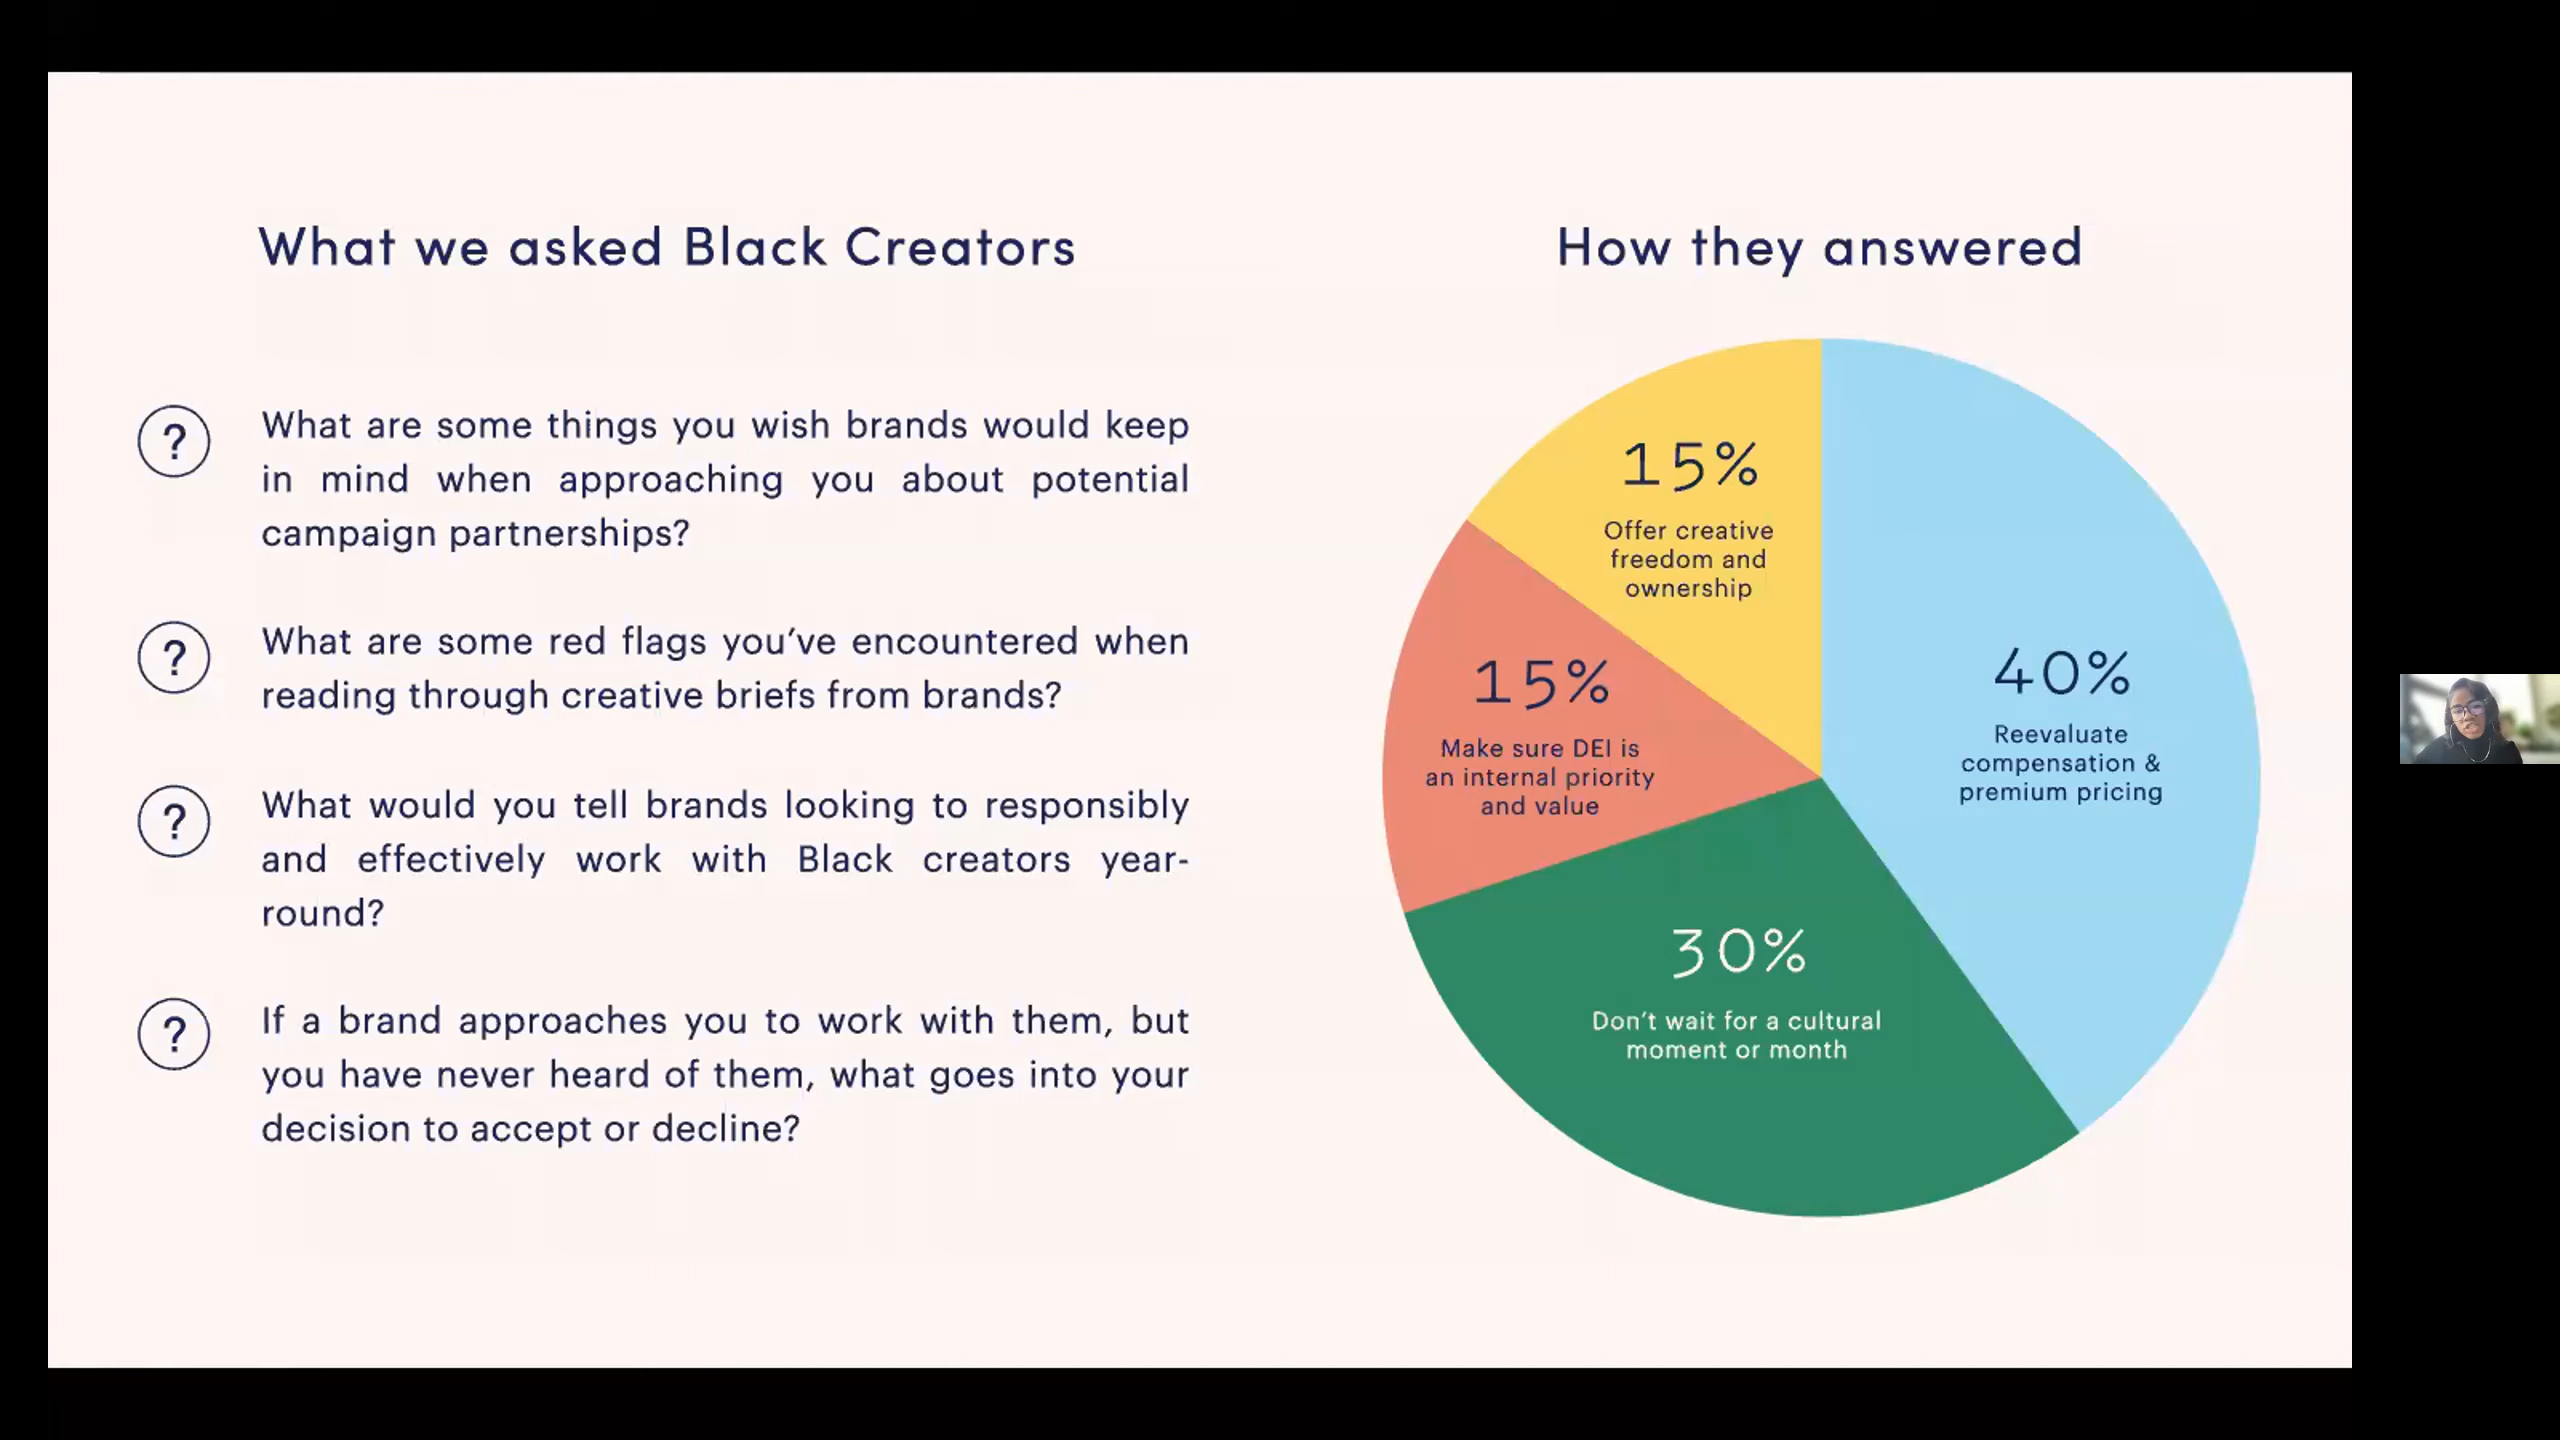 What we asked Black Creators
?
What are some things you wish brands would keep
in mind when approaching you about potential
campaign partnerships?
?
What are some red flags you’ve encountered when
reading through creative briefs from brands?
?
What would you tell brands looking to responsibly
and effectively work with Black creators year-
round?
?
If a brand approaches you to work with them, but
you have never heard of them, what goes into your
decision to accept or decline?
How they answered
15%
Offer creative
freedom and
ownership
40%
Reevaluate
compensation &
premium pricing
15%
Make sure DEI is
an internal priority
and value
30%
Don’t wait for a cultural
moment or month